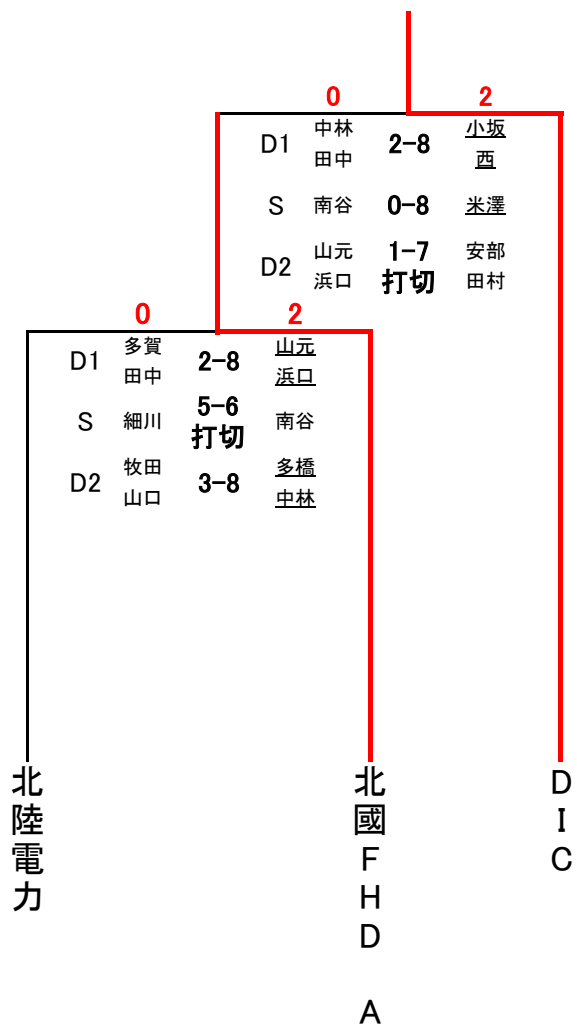 0 2
D1 中林 田中 2-8 小坂 西
S 南谷 0-8 米澤
D2 山元 浜口 1-7 打切 安部 田村
0 2
D1 多賀 田中 2-8 山元 浜口
S 細川 5-6 打切 南谷
D2 牧田 山口 3-8 多橋 中林
北陸電力
北國FHD A
DIC